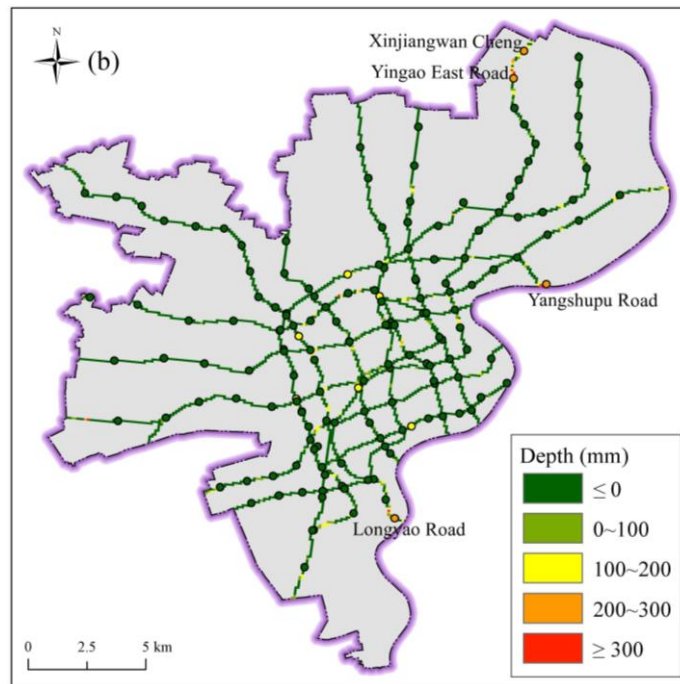 N
(b)
Xinjiangwan Cheng
Yingao East Road
Yangshupu Road
Longyao Road
Depth (mm)
≤ 0
0~100
100~200
200~300
≥ 300
0 2.5 5 km